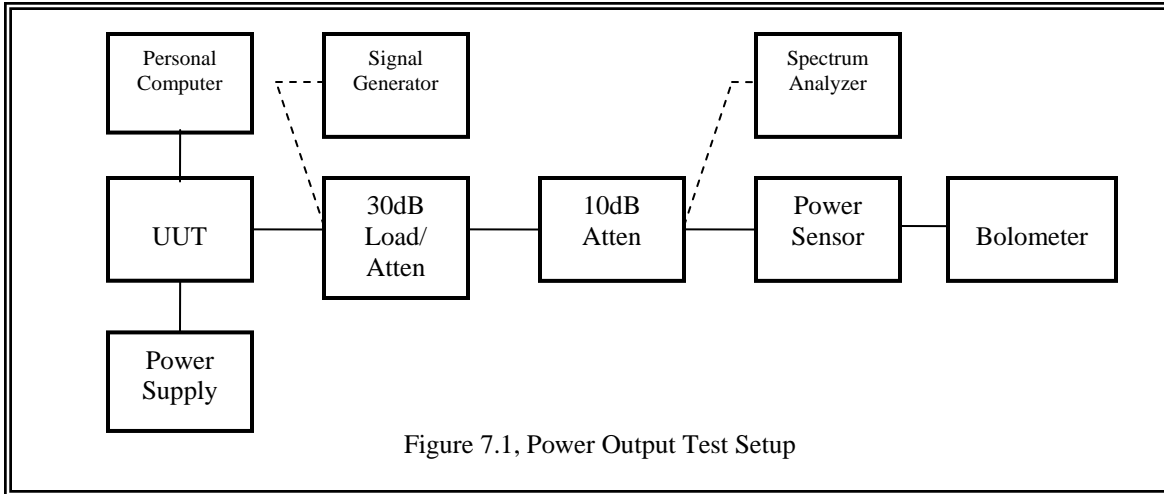 Personal
Computer
Signal
Generator
Spectrum
Analyzer
UUT
30dB
Load/
Atten
10dB
Atten
Power
Sensor
Bolometer
Power
Supply
Figure 7.1, Power Output Test Setup